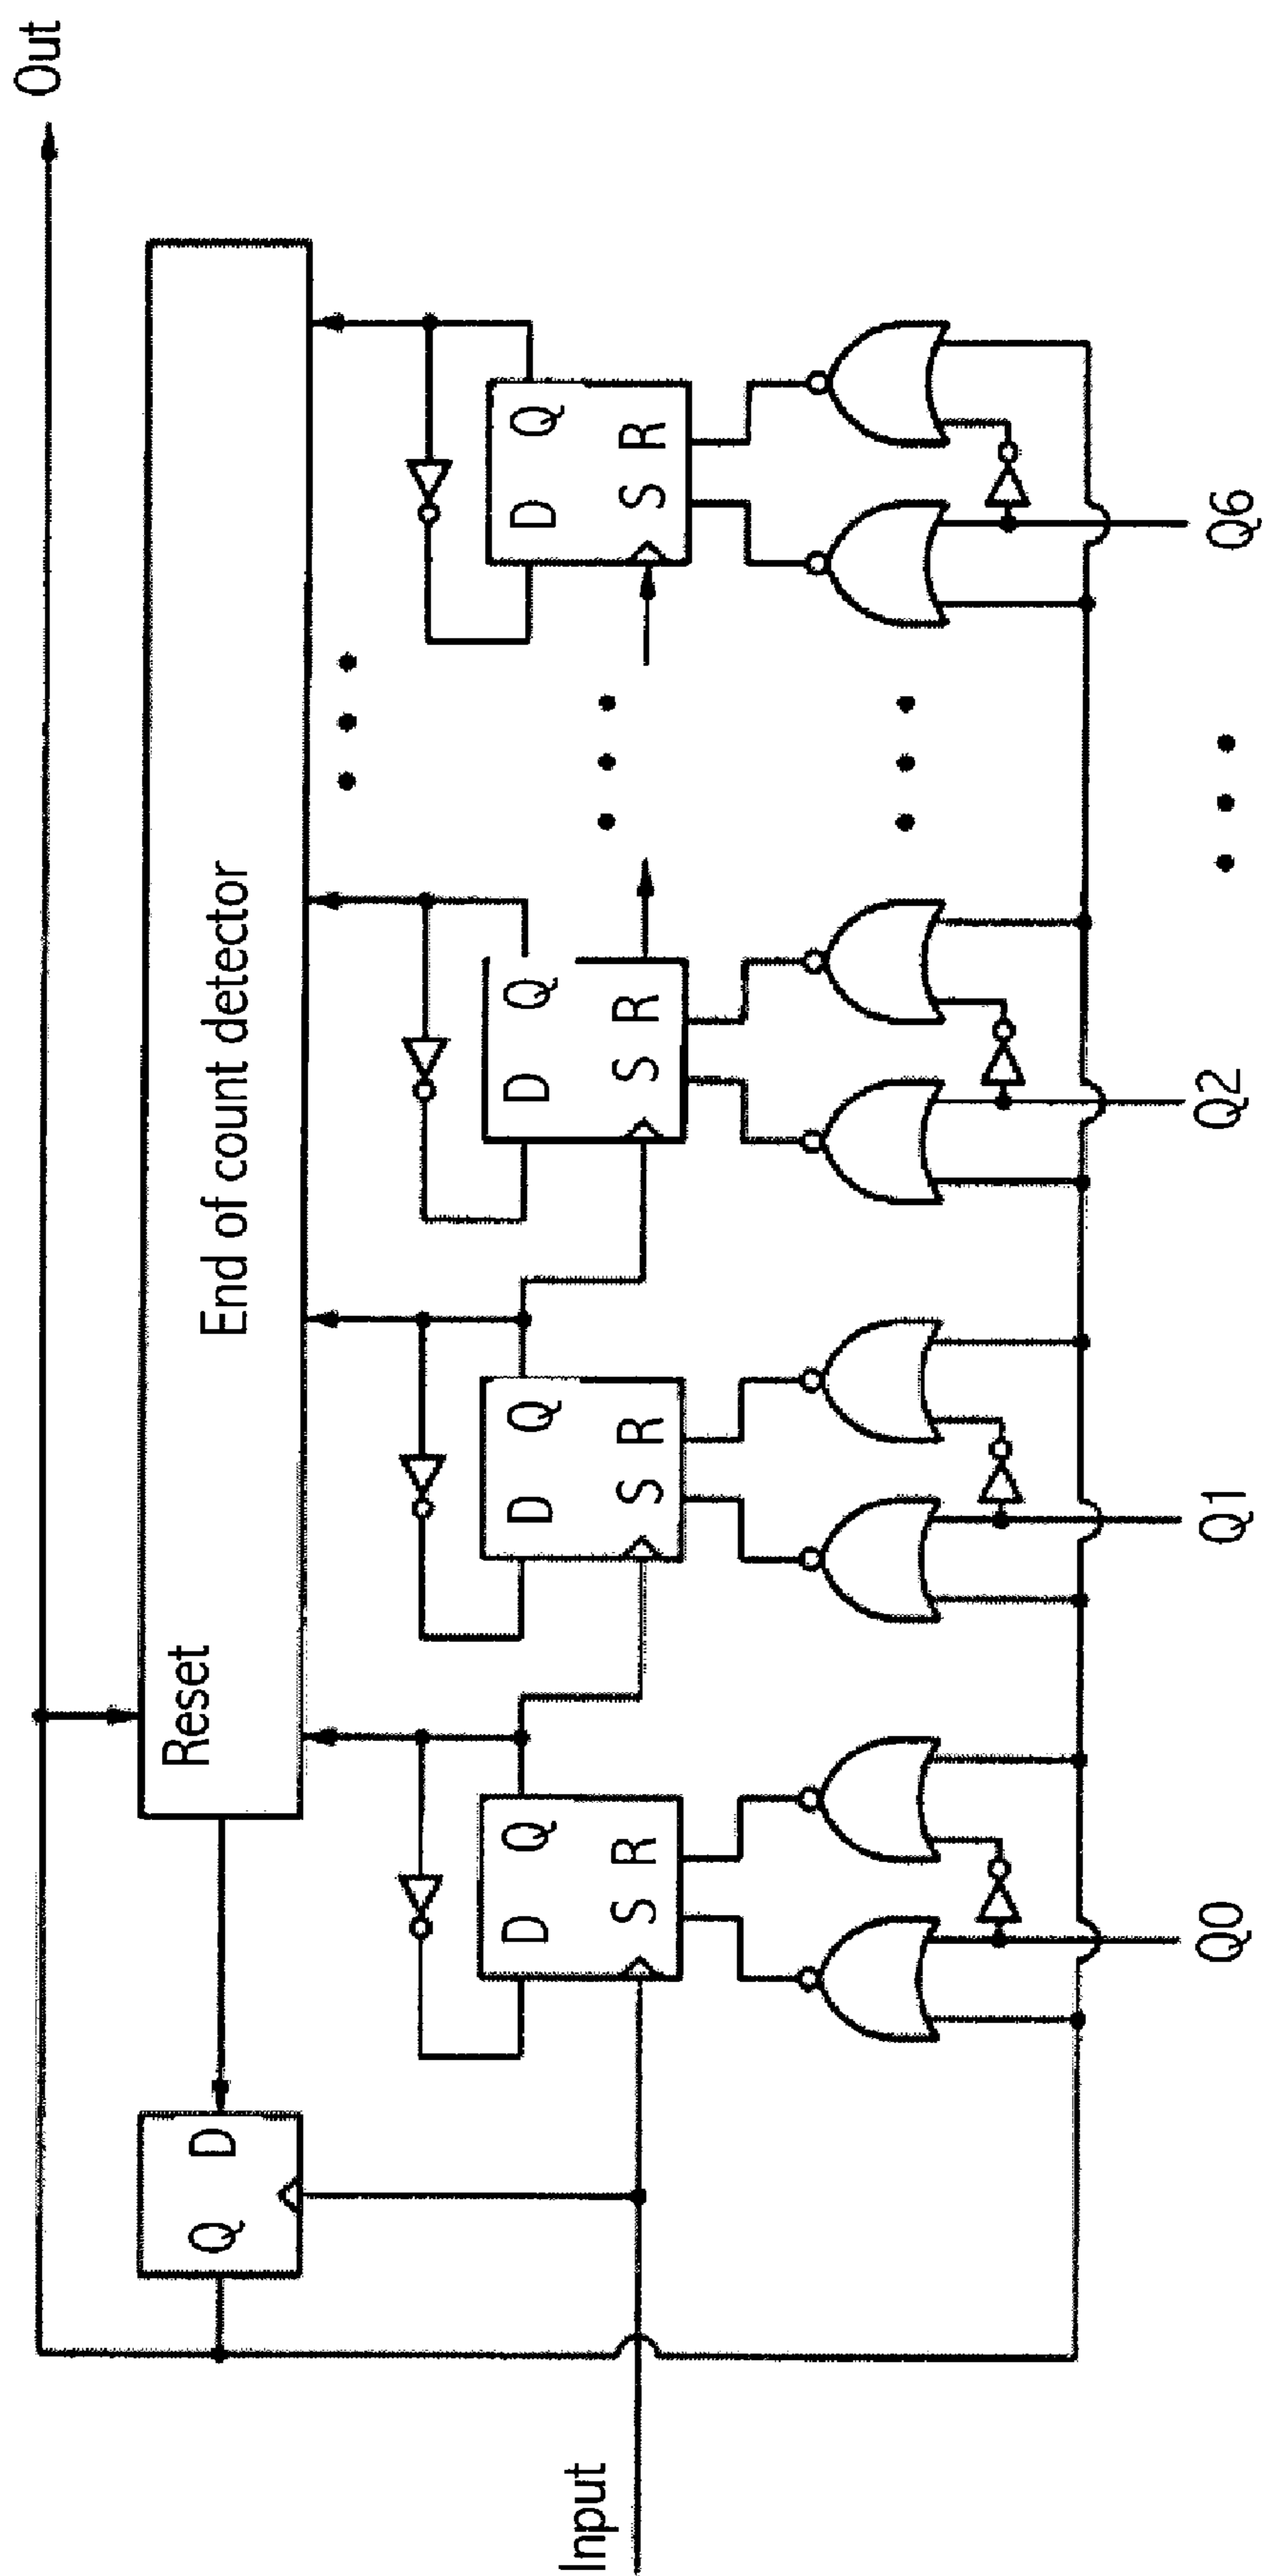 Out
Reset
End of count detector
Q D
D Q
S R
D Q
S R
D Q
S R
D Q
S R
Input
Q0
Q1
Q2
Q6